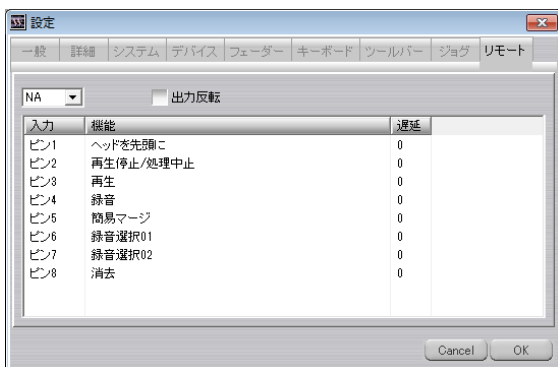 設定
一般 詳細 システム デバイス フェーダー キーボード ツールバー ジョグ リモート
NA 出力反転
入力 機能 遅延
ピン1 ヘッドを先頭に 0
ピン2 再生停止/処理中止 0
ピン3 再生 0
ピン4 録音 0
ピン5 簡易マージ 0
ピン6 録音選択01 0
ピン7 録音選択02 0
ピン8 消去 0
Cancel OK